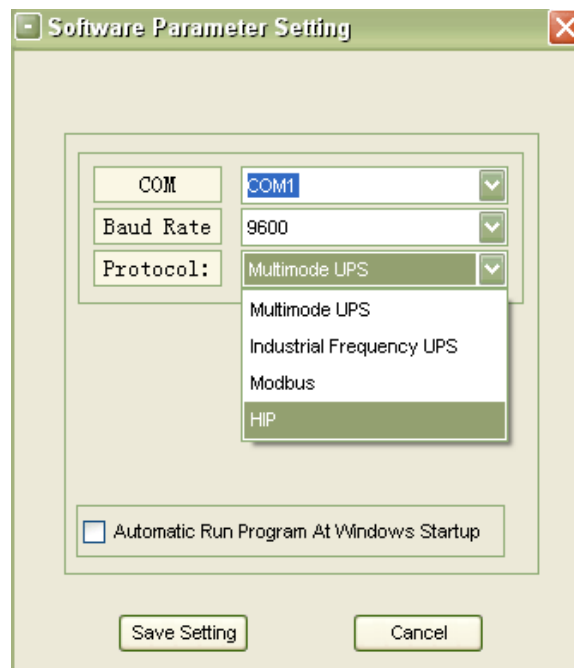 Software Parameter Setting
COM COM1
Baud Rate 9600
Protocol: Multimode UPS
Multimode UPS
Industrial Frequency UPS
Modbus
HIP
Automatic Run Program At Windows Startup
Save Setting Cancel